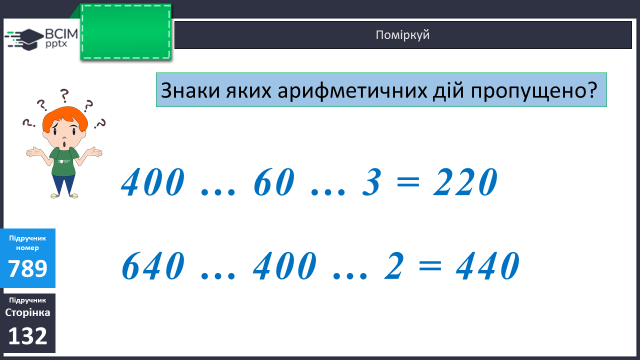 ВСІМ
pptx
Поміркуй
Знаки яких арифметичних дій пропущено?
400 ... 60 ... 3 = 220
640 ... 400 ... 2 = 440
Підручник
номер
789
Підручник
Сторінка
132